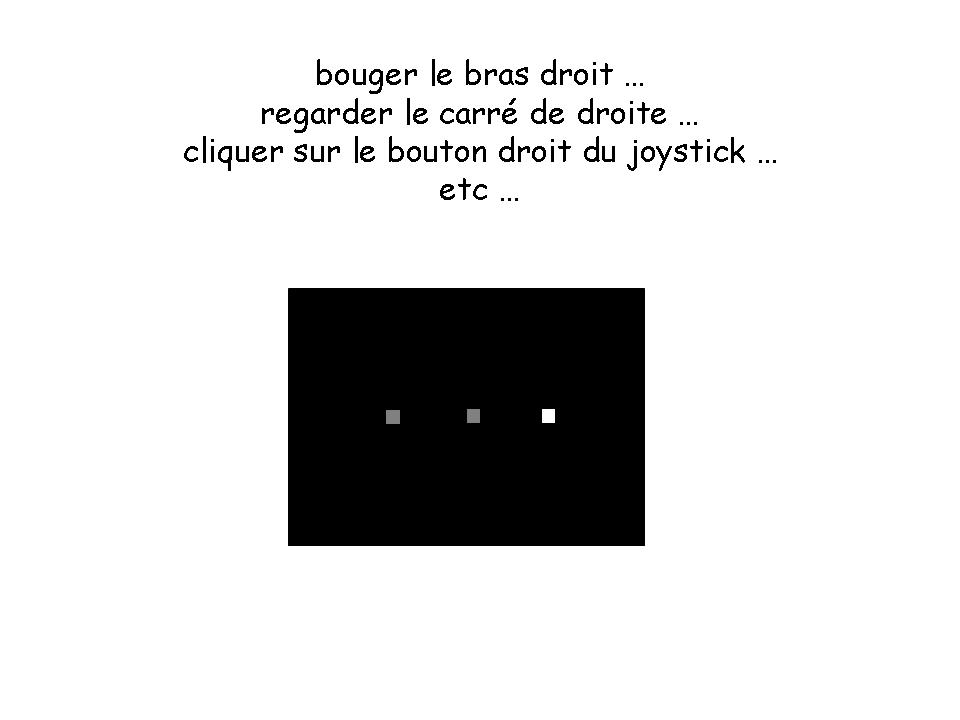 bouger le bras droit ...
regarder le carré de droite ...
cliquer sur le bouton droit du joystick ...
etc ...